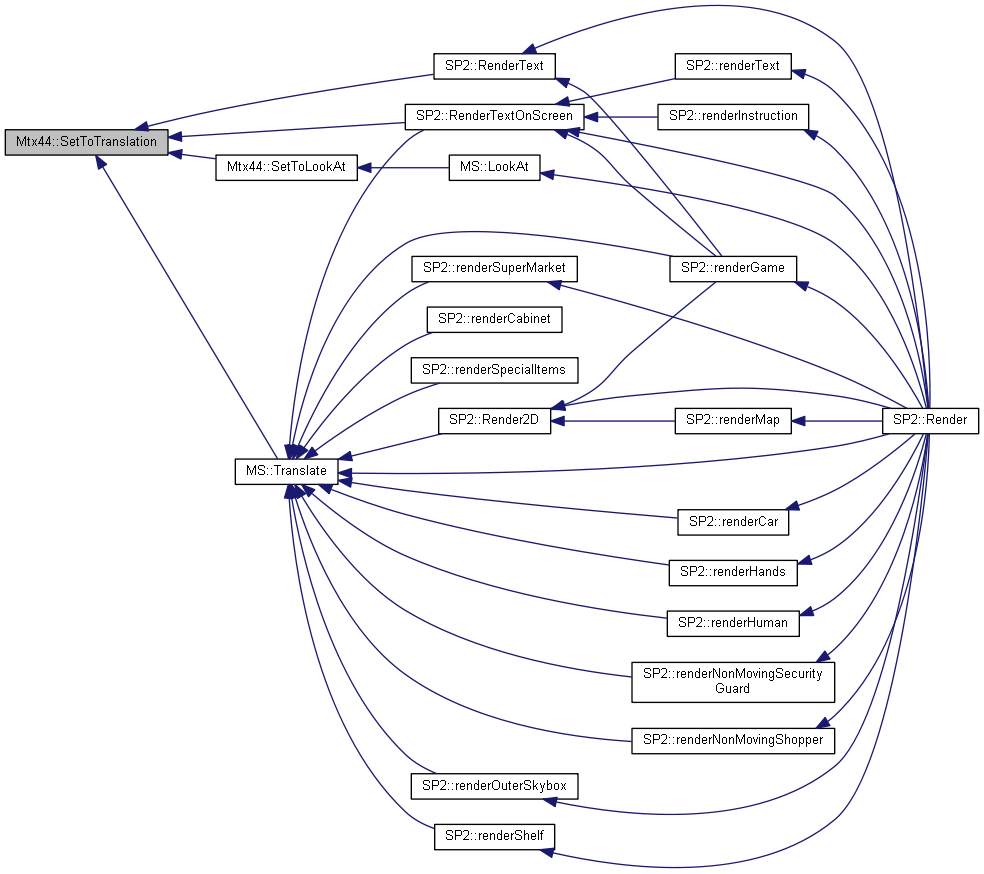 SP2::RenderText
SP2::renderText
SP2::RenderTextOnScreen
SP2::renderInstruction
Mtx44::SetToTranslation
Mtx44::SetToLookAt
MS::LookAt
SP2::renderSuperMarket
SP2::renderGame
SP2::renderCabinet
SP2::renderSpecialItems
SP2::Render2D
SP2::renderMap
SP2::Render
MS::Translate
SP2::renderCar
SP2::renderHands
SP2::renderHuman
SP2::renderNonMovingSecurity
Guard
SP2::renderNonMovingShopper
SP2::renderOuterSkybox
SP2::renderShelf